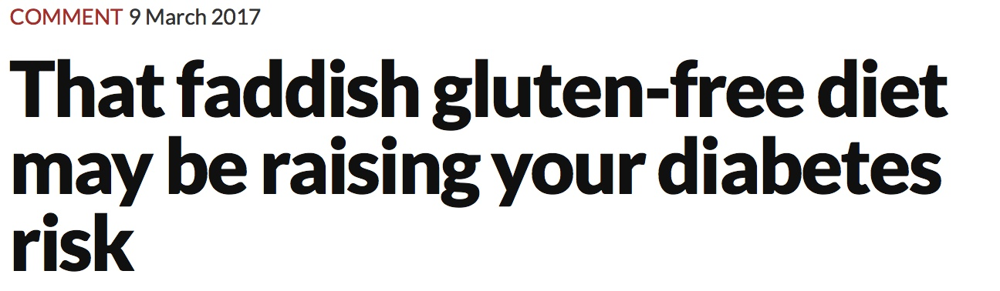 COMMENT 9 March 2017
That faddish gluten-free diet
may be raising your diabetes
risk